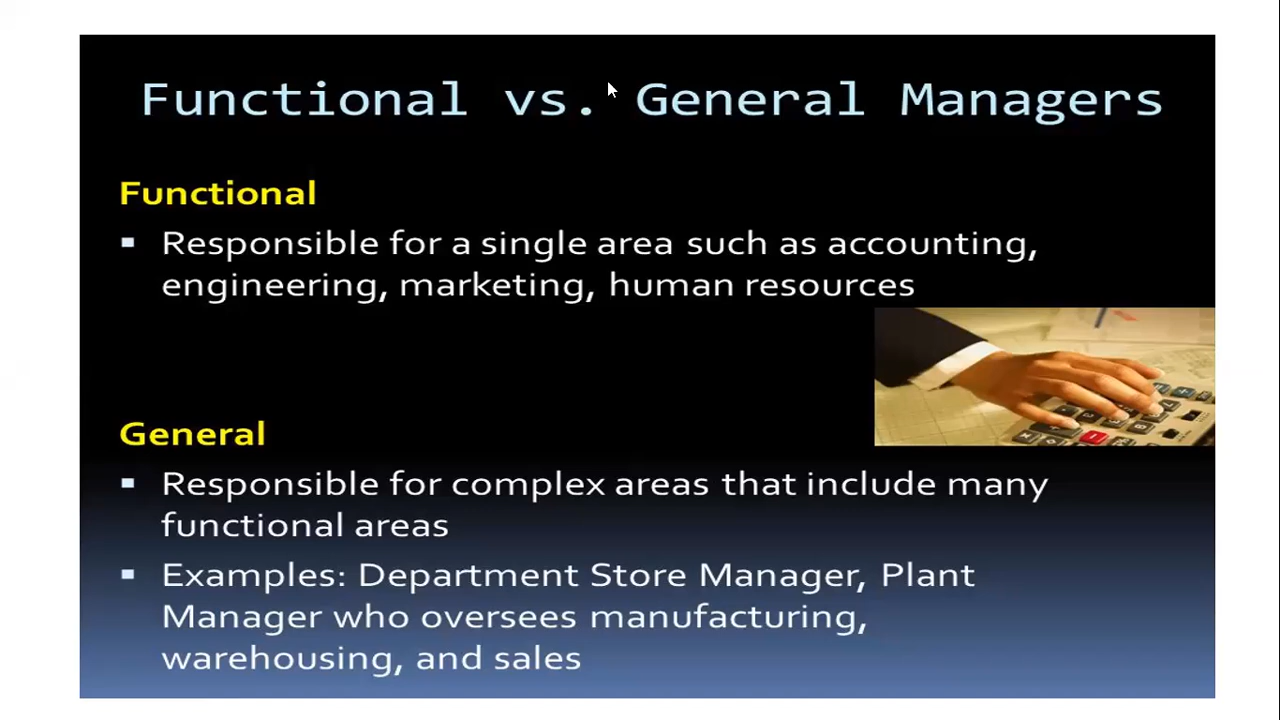 Functional vs. General Managers
Functional
▪ Responsible for a single area such as accounting,
engineering, marketing, human resources
General
▪ Responsible for complex areas that include many
functional areas
▪ Examples: Department Store Manager, Plant
Manager who oversees manufacturing,
warehousing, and sales